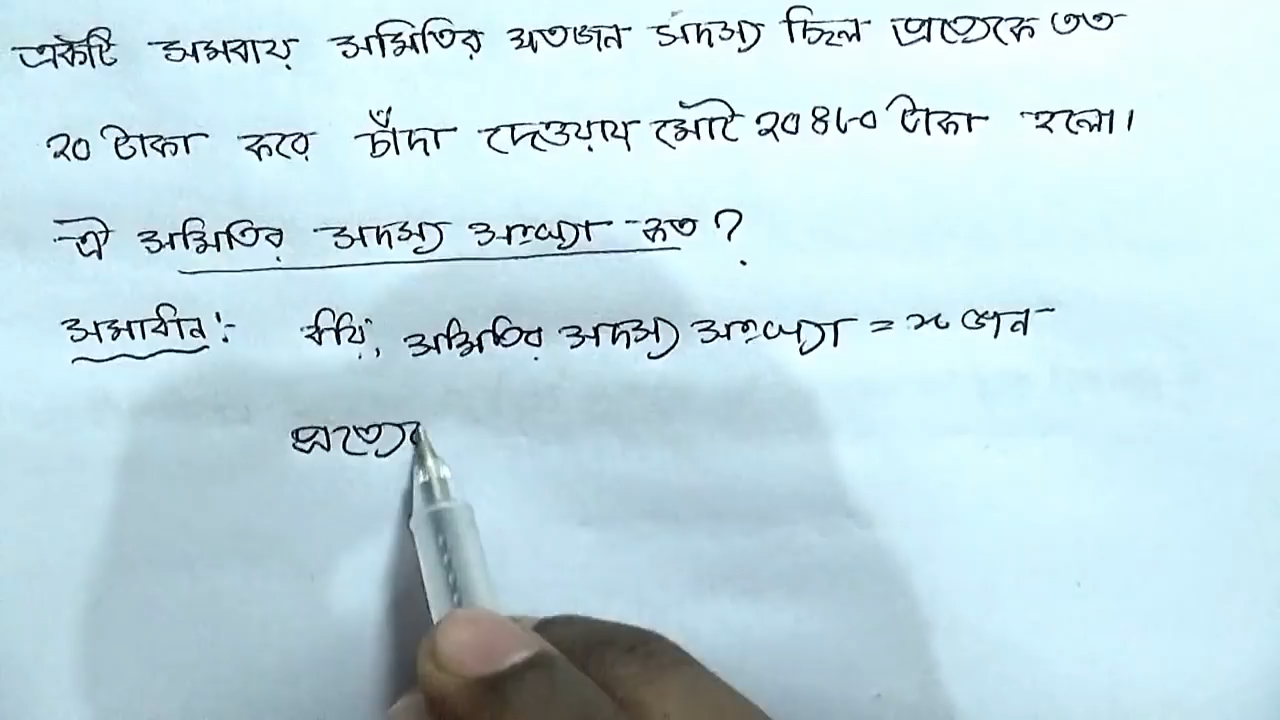 একটি সমবায় সমিতির যতজন সদস্য ছিল প্রত্যেকে তত
২০ টাকা করে চাঁদা দেওয়ায় মোট ২০৪৮০ টাকা হলো।
ঐ সমিতির সদস্য সংখ্যা কত ?
সমাধান:- ধরি, সমিতির সদস্য সংখ্যা = x জন
প্রত্যে